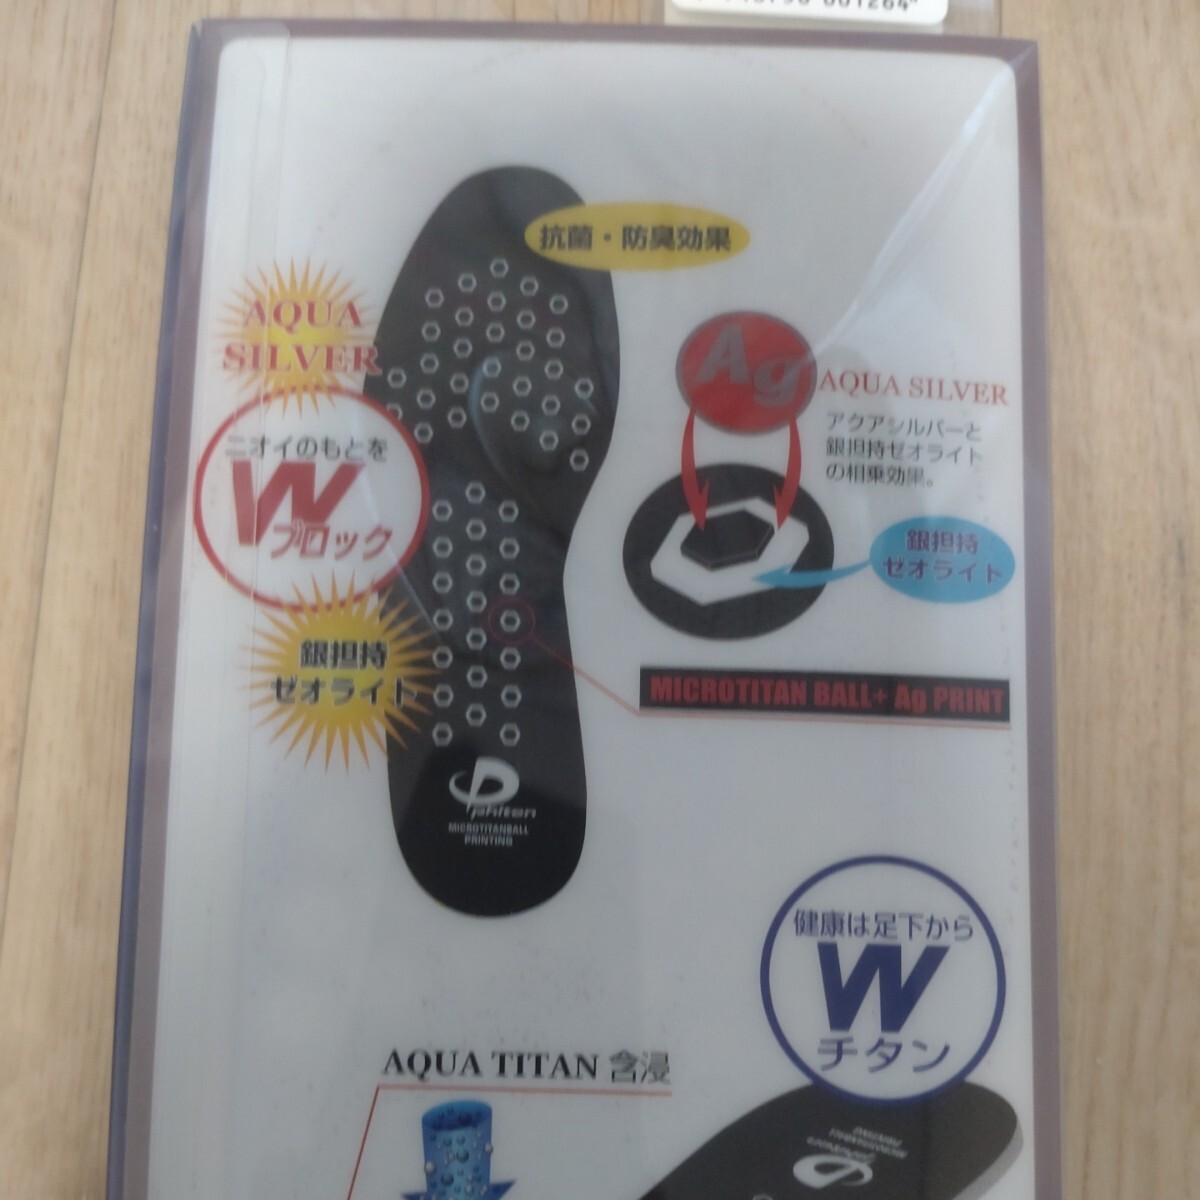 抗菌・防臭効果
AQUA
SILVER
ニオイのもとを
W
ブロック
銀担持
ゼオライト
Ag
AQUA SILVER
アクアシルバーと
銀担持ゼオライト
の相乗効果。
銀担持
ゼオライト
MICROTITAN BALL+ Ag PRINT
phiten
MICROTITANBALL
PRINTING
健康は足下から
W
チタン
AQUA TITAN 含浸